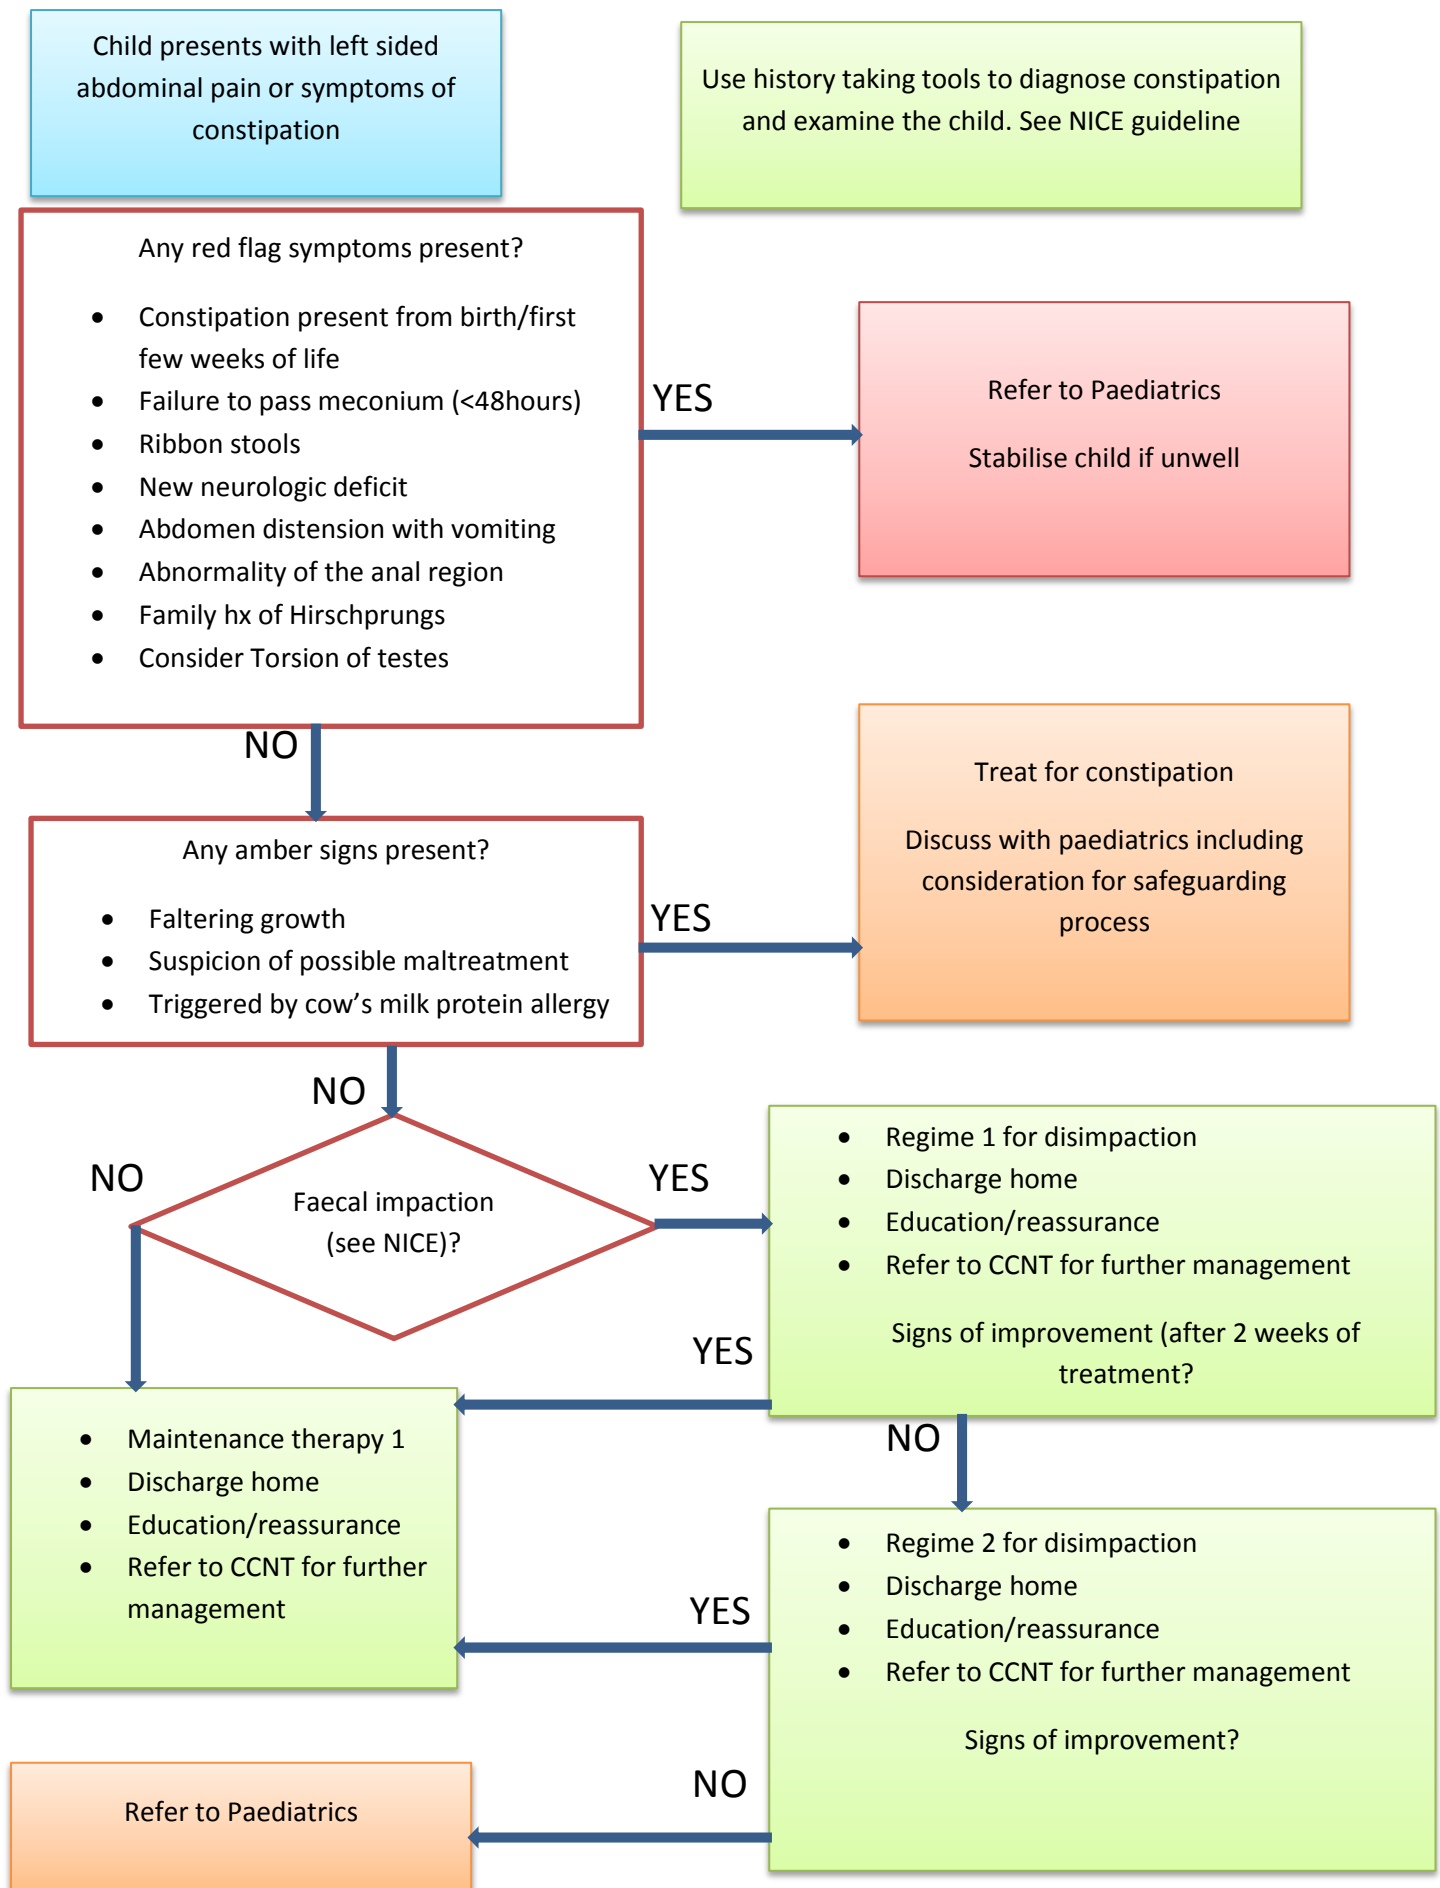 Child presents with left sided
abdominal pain or symptoms of
constipation
Use history taking tools to diagnose constipation
and examine the child. See NICE guideline
Any red flag symptoms present?
• Constipation present from birth/first
few weeks of life
• Failure to pass meconium (<48hours)
• Ribbon stools
• New neurologic deficit
• Abdomen distension with vomiting
• Abnormality of the anal region
• Family hx of Hirschprungs
• Consider Torsion of testes
YES
Refer to Paediatrics
Stabilise child if unwell
NO
Any amber signs present?
• Faltering growth
• Suspicion of possible maltreatment
• Triggered by cow’s milk protein allergy
YES
Treat for constipation
Discuss with paediatrics including
consideration for safeguarding
process
NO
Faecal impaction
(see NICE)?
NO
YES
• Regime 1 for disimpaction
• Discharge home
• Education/reassurance
• Refer to CCNT for further management
Signs of improvement (after 2 weeks of
treatment?
YES
• Maintenance therapy 1
• Discharge home
• Education/reassurance
• Refer to CCNT for further
management
NO
• Regime 2 for disimpaction
• Discharge home
• Education/reassurance
• Refer to CCNT for further management
Signs of improvement?
YES
NO
Refer to Paediatrics